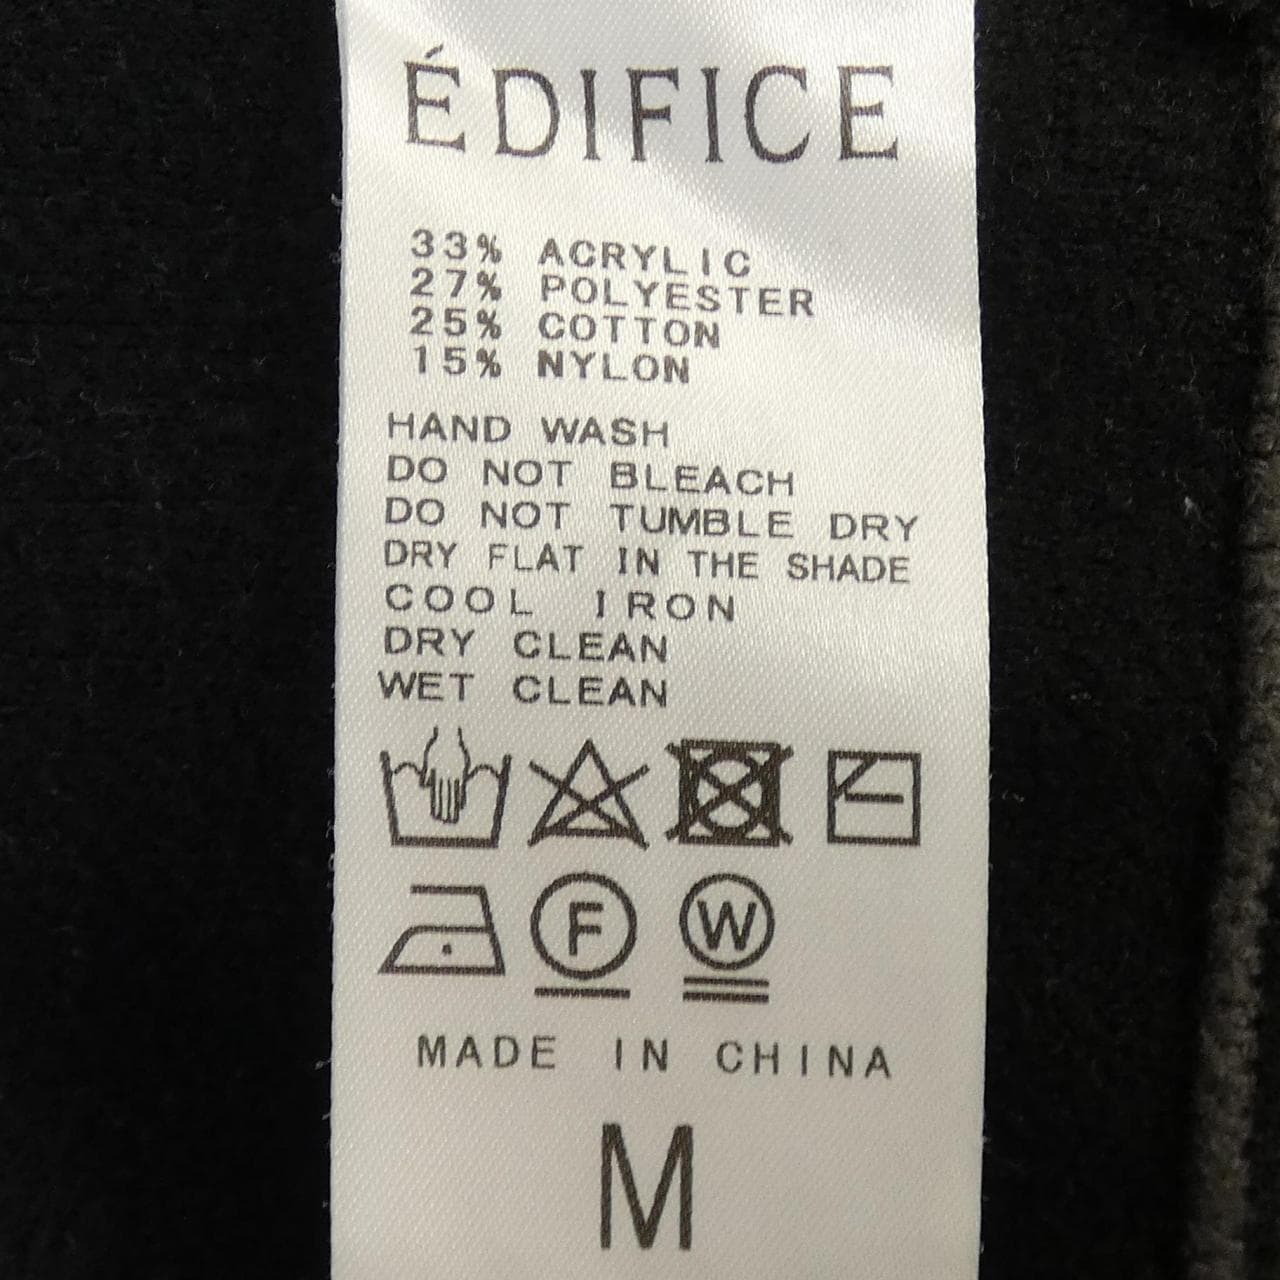 ÉDIFICE
33% ACRYLIC
27% POLYESTER
25% COTTON
15% NYLON
HAND WASH
DO NOT BLEACH
DO NOT TUMBLE DRY
DRY FLAT IN THE SHADE
COOL IRON
DRY CLEAN
WET CLEAN
F W
MADE IN CHINA
M